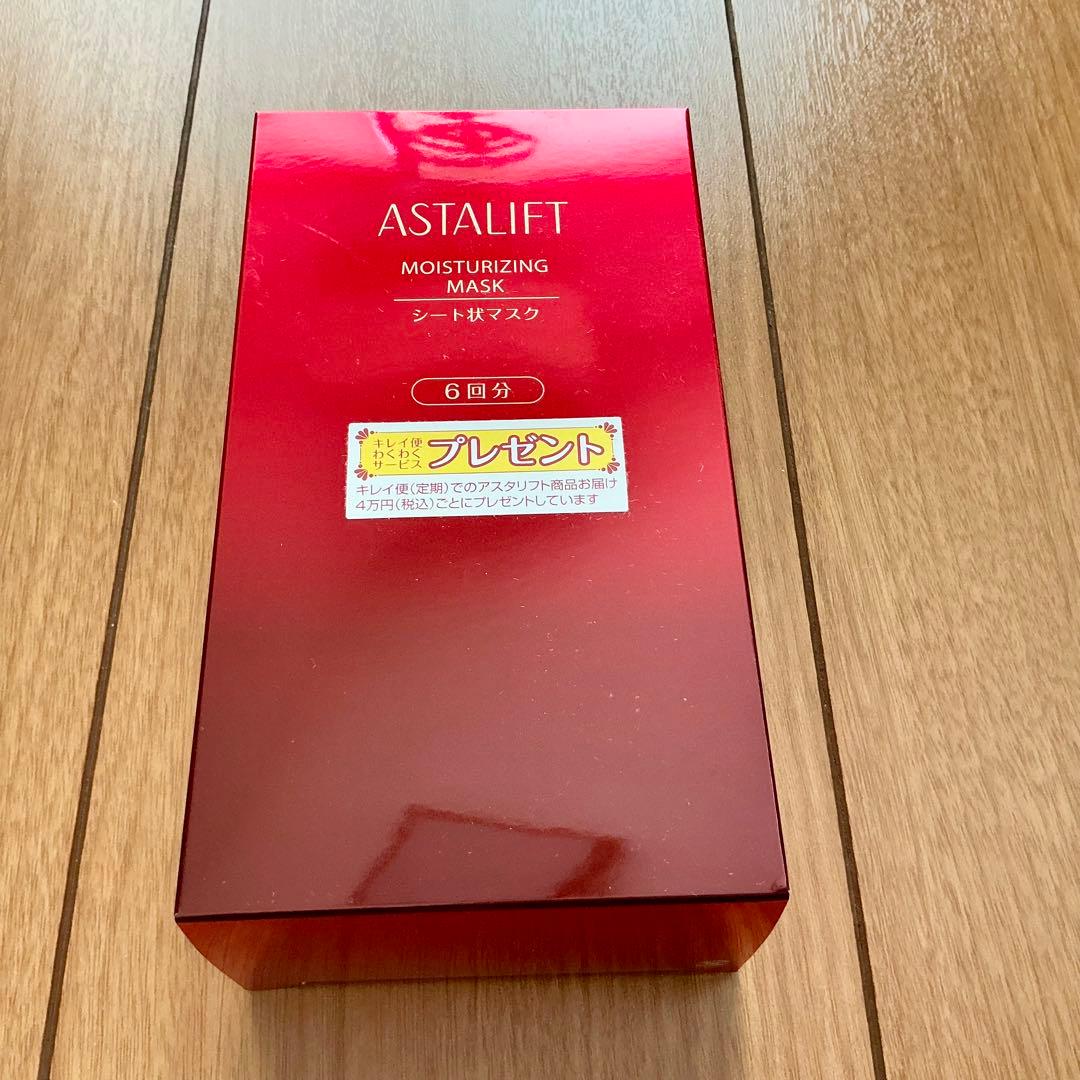 ASTALIFT
MOISTURIZING
MASK
シート状マスク
6回分
キレイ便
わくわく
サービス
プレゼント
キレイ便(定期)でのアスタリフト商品お届け
4万円(税込)ごとにプレゼントしています